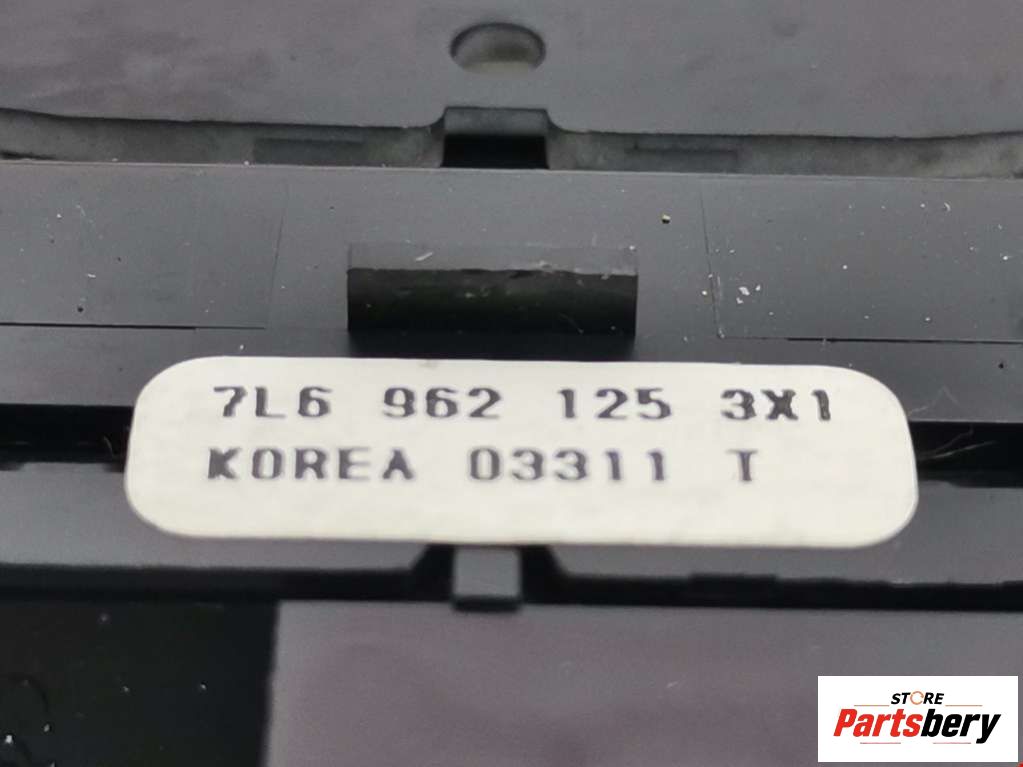 7L6 962 125 3X1
KOREA 03311 T
STORE
Partsbery